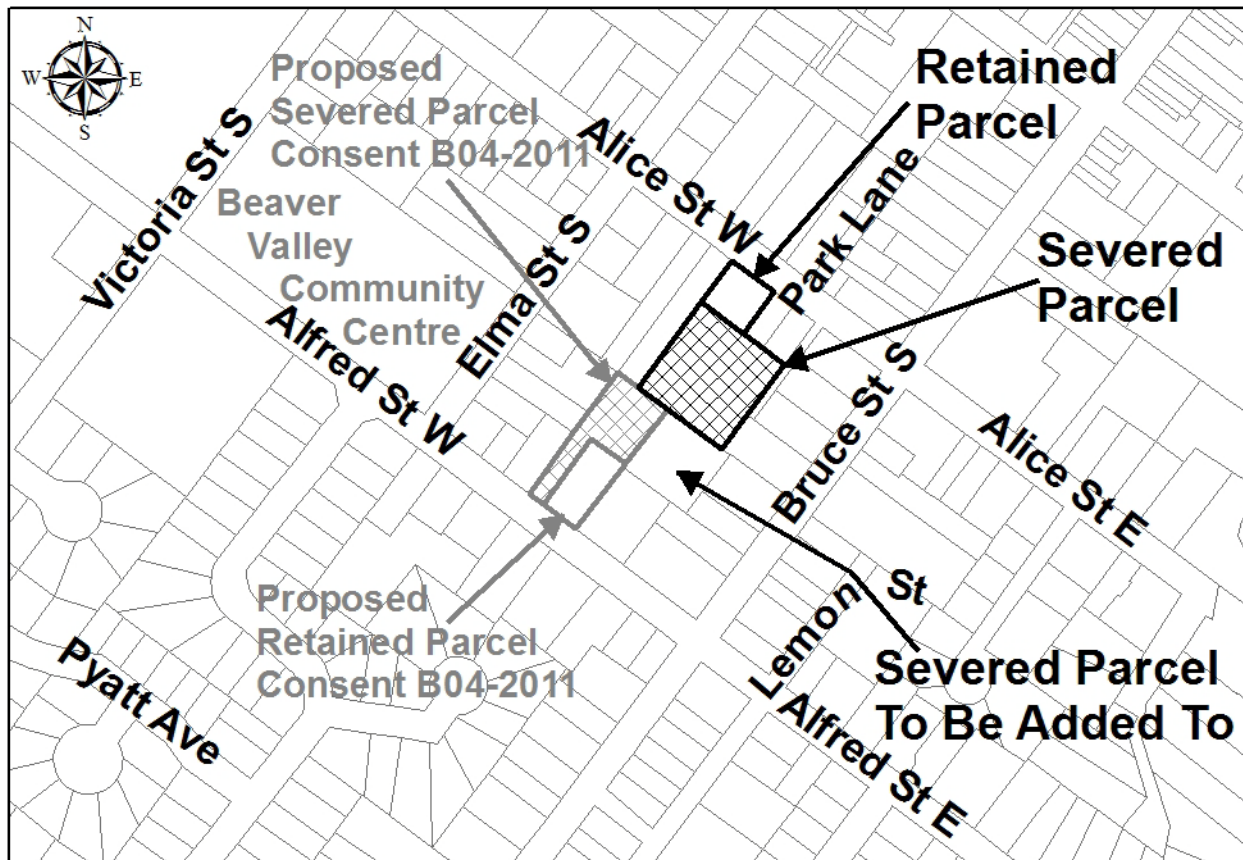 N
W
E
S
Proposed
Severed Parcel
Consent B04-2011
Retained
Parcel
Alice St W
Park Lane
Victoria St S
Beaver
Valley
Community
Centre
Elma St S
Severed
Parcel
Alfred St W
Bruce St S
Alice St E
Proposed
Retained Parcel
Consent B04-2011
Pyatt Ave
Lemon St
Severed Parcel
To Be Added To
Alfred St E